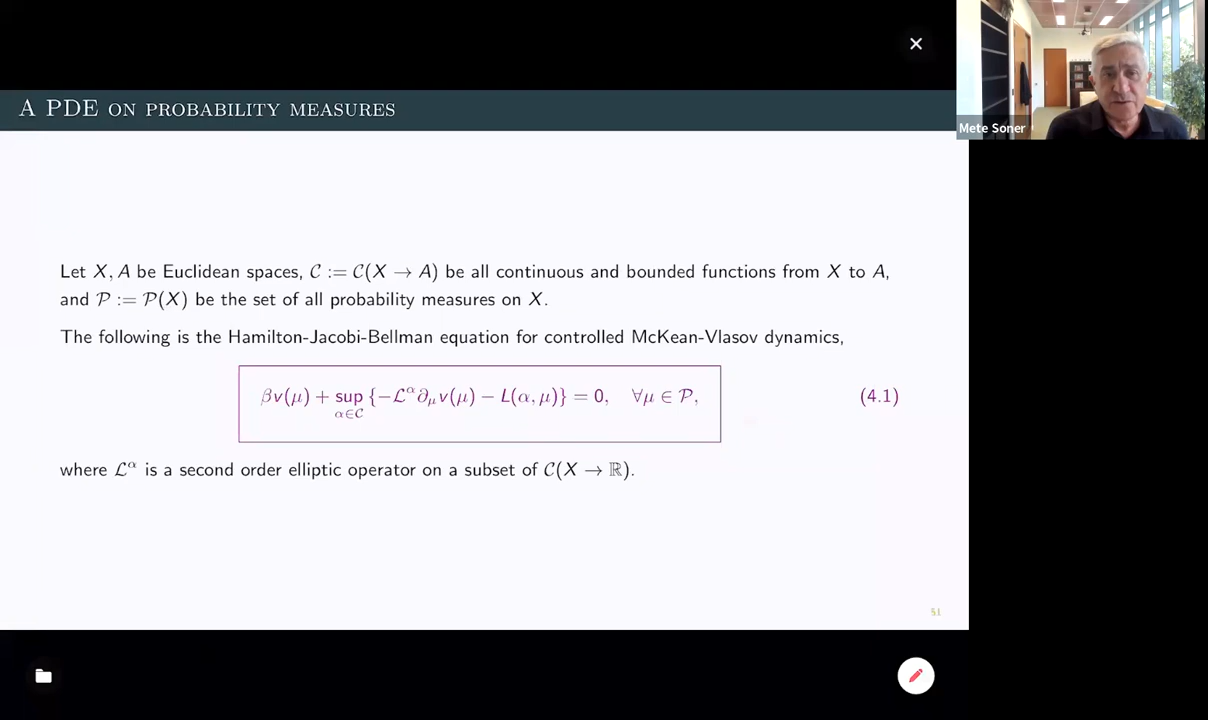 A PDE ON PROBABILITY MEASURES
Mete Soner
Let X, A be Euclidean spaces, 𝒞 := 𝒞(X → A) be all continuous and bounded functions from X to A,
and 𝒫 := 𝒫(X) be the set of all probability measures on X.
The following is the Hamilton-Jacobi-Bellman equation for controlled McKean-Vlasov dynamics,
βv(μ) + sup_{α∈𝒞} {−ℒ^α ∂_μ v(μ) − L(α, μ)} = 0, ∀μ ∈ 𝒫, (4.1)
where ℒ^α is a second order elliptic operator on a subset of 𝒞(X → ℝ).
51